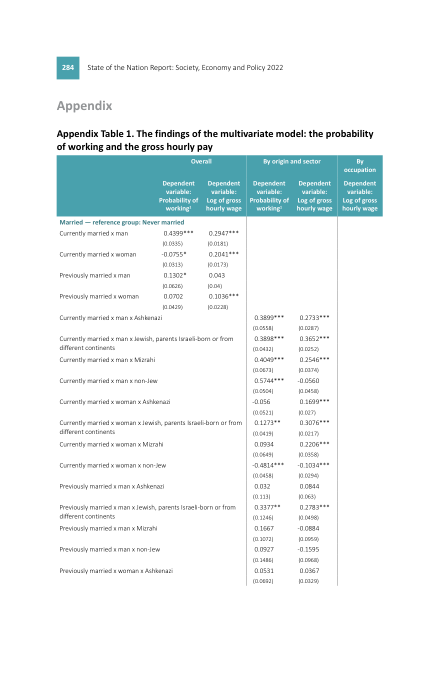 284 State of the Nation Report: Society, Economy and Policy 2022
Appendix
Appendix Table 1. The findings of the multivariate model: the probability
of working and the gross hourly pay
Overall By origin and sector By occupation
Dependent variable: Probability of working¹ Dependent variable: Log of gross hourly wage Dependent variable: Probability of working¹ Dependent variable: Log of gross hourly wage Dependent variable: Log of gross hourly wage
Married — reference group: Never married
Currently married x man 0.4399*** 0.2947***
(0.0335) (0.0181)
Currently married x woman -0.0755* 0.2041***
(0.0313) (0.0173)
Previously married x man 0.1302* 0.043
(0.0626) (0.04)
Previously married x woman 0.0702 0.1036***
(0.0429) (0.0228)
Currently married x man x Ashkenazi 0.3899*** 0.2733***
(0.0558) (0.0287)
Currently married x man x Jewish, parents Israeli-born or from 0.3898*** 0.3652***
different continents (0.0432) (0.0252)
Currently married x man x Mizrahi 0.4049*** 0.2546***
(0.0673) (0.0374)
Currently married x man x non-Jew 0.5744*** -0.0560
(0.0504) (0.0458)
Currently married x woman x Ashkenazi -0.056 0.1699***
(0.0521) (0.027)
Currently married x woman x Jewish, parents Israeli-born or from 0.1273** 0.3076***
different continents (0.0419) (0.0217)
Currently married x woman x Mizrahi 0.0934 0.2206***
(0.0649) (0.0358)
Currently married x woman x non-Jew -0.4814*** -0.1034***
(0.0458) (0.0294)
Previously married x man x Ashkenazi 0.032 0.0844
(0.113) (0.063)
Previously married x man x Jewish, parents Israeli-born or from 0.3377** 0.2783***
different continents (0.1246) (0.0498)
Previously married x man x Mizrahi 0.1667 -0.0884
(0.1072) (0.0959)
Previously married x man x non-Jew 0.0927 -0.1595
(0.1486) (0.0968)
Previously married x woman x Ashkenazi 0.0531 0.0367
(0.0692) (0.0329)